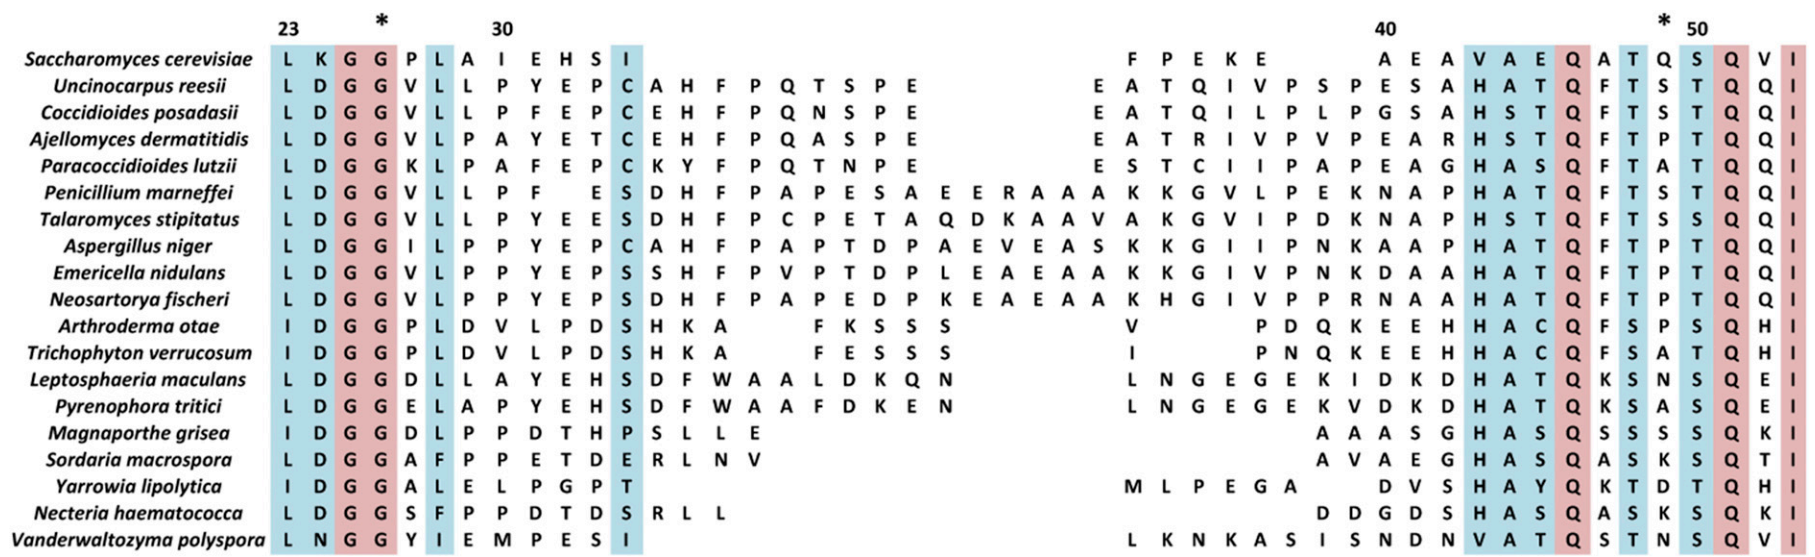 23 * 30 40 * 50
Saccharomyces cerevisiae L K G G P L A I E H S I F P E K E A E A V A E Q A T Q S Q V I
Uncinocarpus reesii L D G G V L L P Y E P C A H F P Q T S P E E A T Q I V P S P E S A H A T Q F T S T Q Q I
Coccidioides posadasii L D G G V L L P F E P C E H F P Q N S P E E A T Q I L P L P G S A H S T Q F T S T Q Q I
Ajellomyces dermatitidis L D G G V L P A Y E T C E H F P Q A S P E E A T R I V P V P E A R H S T Q F T P T Q Q I
Paracoccidioides lutzii L D G G K L P A F E P C K Y F P Q T N P E E S T C I I P A P E A G H A S Q F T A T Q Q I
Penicillium marneffei L D G G V L L P F E S D H F P A P E S A E E R A A A K K G V L P E K N A P H A T Q F T S T Q Q I
Talaromyces stipitatus L D G G V L L P Y E E S D H F P C P E T A Q D K A A V A K G V I P D K N A P H S T Q F T S S Q Q I
Aspergillus niger L D G G I L P P Y E P C A H F P A P T D P A E V E A S K K G I I P N K A A P H A T Q F T P T Q Q I
Emericella nidulans L D G G V L P P Y E P S S H F P V P T D P L E A E A A K K G I V P N K D A A H A T Q F T P T Q Q I
Neosartorya fischeri L D G G V L P P Y E P S D H F P A P E D P K E A E A A K H G I V P P R N A A H A T Q F T P T Q Q I
Arthroderma otae I D G G P L D V L P D S H K A F K S S S V P D Q K E E H H A C Q F S P S Q H I
Trichophyton verrucosum I D G G P L D V L P D S H K A F E S S S I P N Q K E E H H A C Q F S A T Q H I
Leptosphaeria maculans L D G G D L L A Y E H S D F W A A L D K Q N L N G E G E K I D K D H A T Q K S N S Q E I
Pyrenophora tritici L D G G E L A P Y E H S D F W A A F D K E N L N G E G E K V D K D H A T Q K S A S Q E I
Magnaporthe grisea I D G G D L P P D T H P S L L E A A A S G H A S Q S S S S Q K I
Sordaria macrospora L D G G A F P P E T D E R L N V A V A E G H A S Q A S K S Q T I
Yarrowia lipolytica I D G G A L E L P G P T M L P E G A D V S H A Y Q K T D T Q H I
Necteria haematococca L D G G S F P P D T D S R L L D D G D S H A S Q A S K S Q K I
Vanderwaltozyma polyspora L N G G Y I E M P E S I L K N K A S I S N D N V A T Q S T N S Q V I